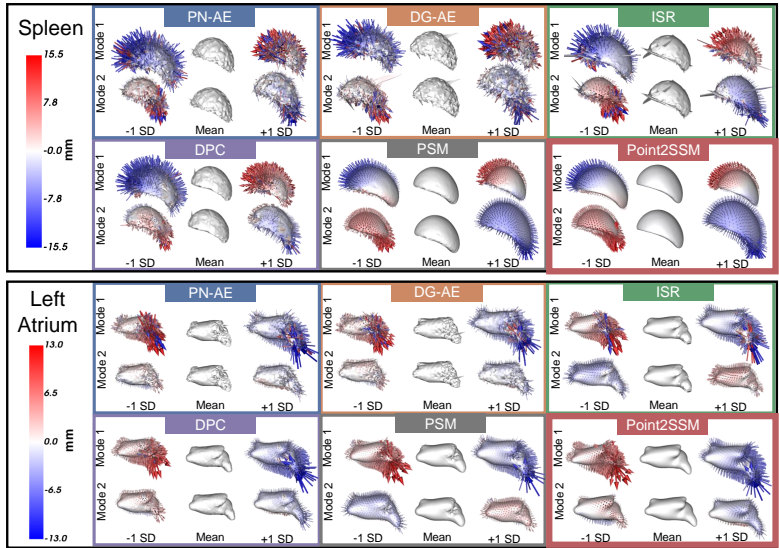 Spleen
15.5
7.8
-0.0
mm
-15.5
PN-AE
Mode 1
Mode 2
-1 SD Mean +1 SD
DG-AE
Mode 1
Mode 2
-1 SD Mean +1 SD
ISR
Mode 1
Mode 2
-1 SD Mean +1 SD
DPC
Mode 1
Mode 2
-1 SD Mean +1 SD
PSM
Mode 1
Mode 2
-1 SD Mean +1 SD
Point2SSM
Mode 1
Mode 2
-1 SD Mean +1 SD
Left
Atrium
13.0
6.5
0.0
mm
-6.5
-13.0
PN-AE
Mode 1
Mode 2
-1 SD Mean +1 SD
DG-AE
Mode 1
Mode 2
-1 SD Mean +1 SD
ISR
Mode 1
Mode 2
-1 SD Mean +1 SD
DPC
Mode 1
Mode 2
-1 SD Mean +1 SD
PSM
Mode 1
Mode 2
-1 SD Mean +1 SD
Point2SSM
Mode 1
Mode 2
-1 SD Mean +1 SD